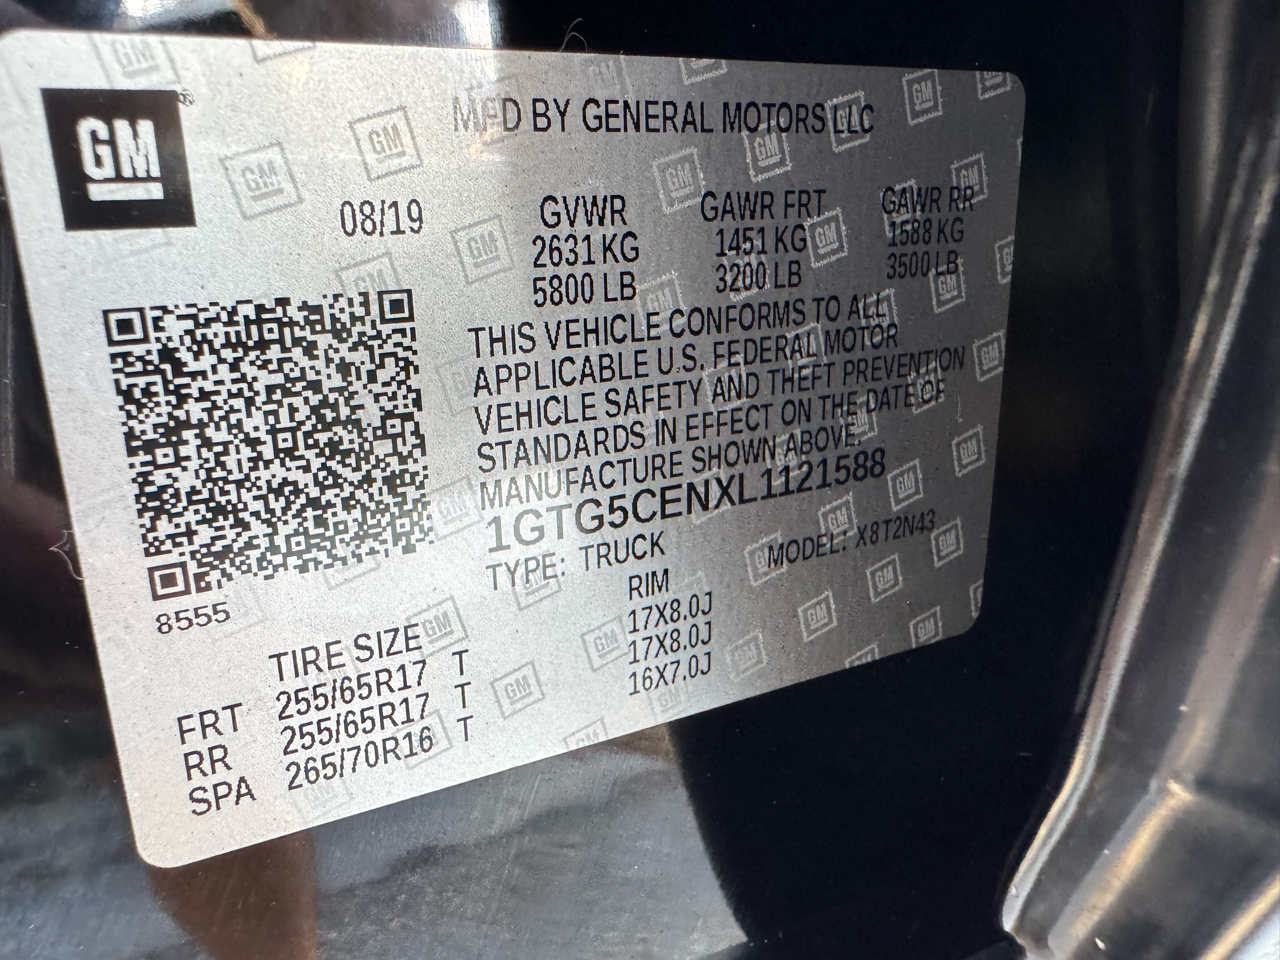 GM
MFD BY GENERAL MOTORS LLC
08/19
GVWR GAWR FRT GAWR RR
2631 KG 1451 KG 1588 KG
5800 LB 3200 LB 3500 LB
THIS VEHICLE CONFORMS TO ALL
APPLICABLE U.S. FEDERAL MOTOR
VEHICLE SAFETY AND THEFT PREVENTION
STANDARDS IN EFFECT ON THE DATE OF
MANUFACTURE SHOWN ABOVE.
1GTG5CENXL1121588
TYPE: TRUCK MODEL: X8T2N43
8555
TIRE SIZE RIM
FRT 255/65R17 T 17X8.0J
RR 255/65R17 T 17X8.0J
SPA 265/70R16 T 16X7.0J